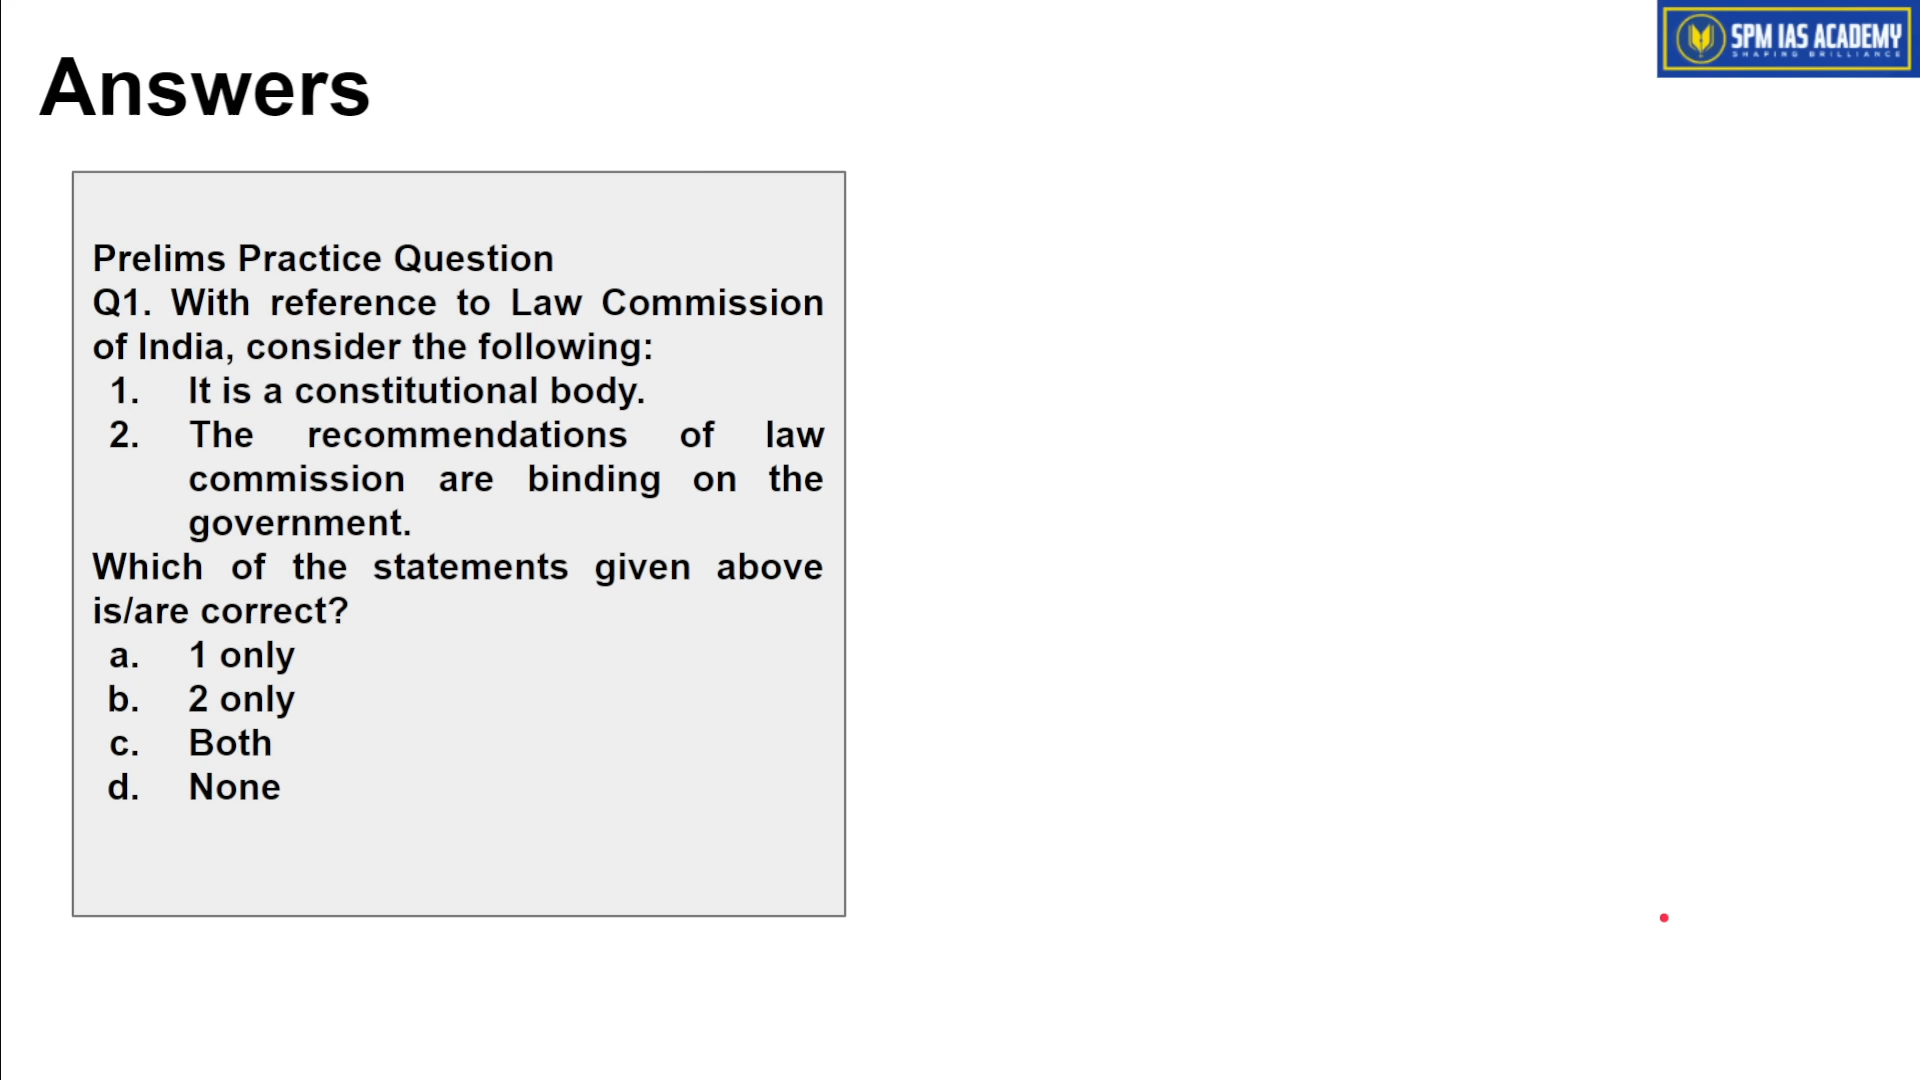 SPM IAS ACADEMY
SHAPING BRILLIANCE
Answers
Prelims Practice Question
Q1. With reference to Law Commission
of India, consider the following:
1. It is a constitutional body.
2. The recommendations of law
commission are binding on the
government.
Which of the statements given above
is/are correct?
a. 1 only
b. 2 only
c. Both
d. None